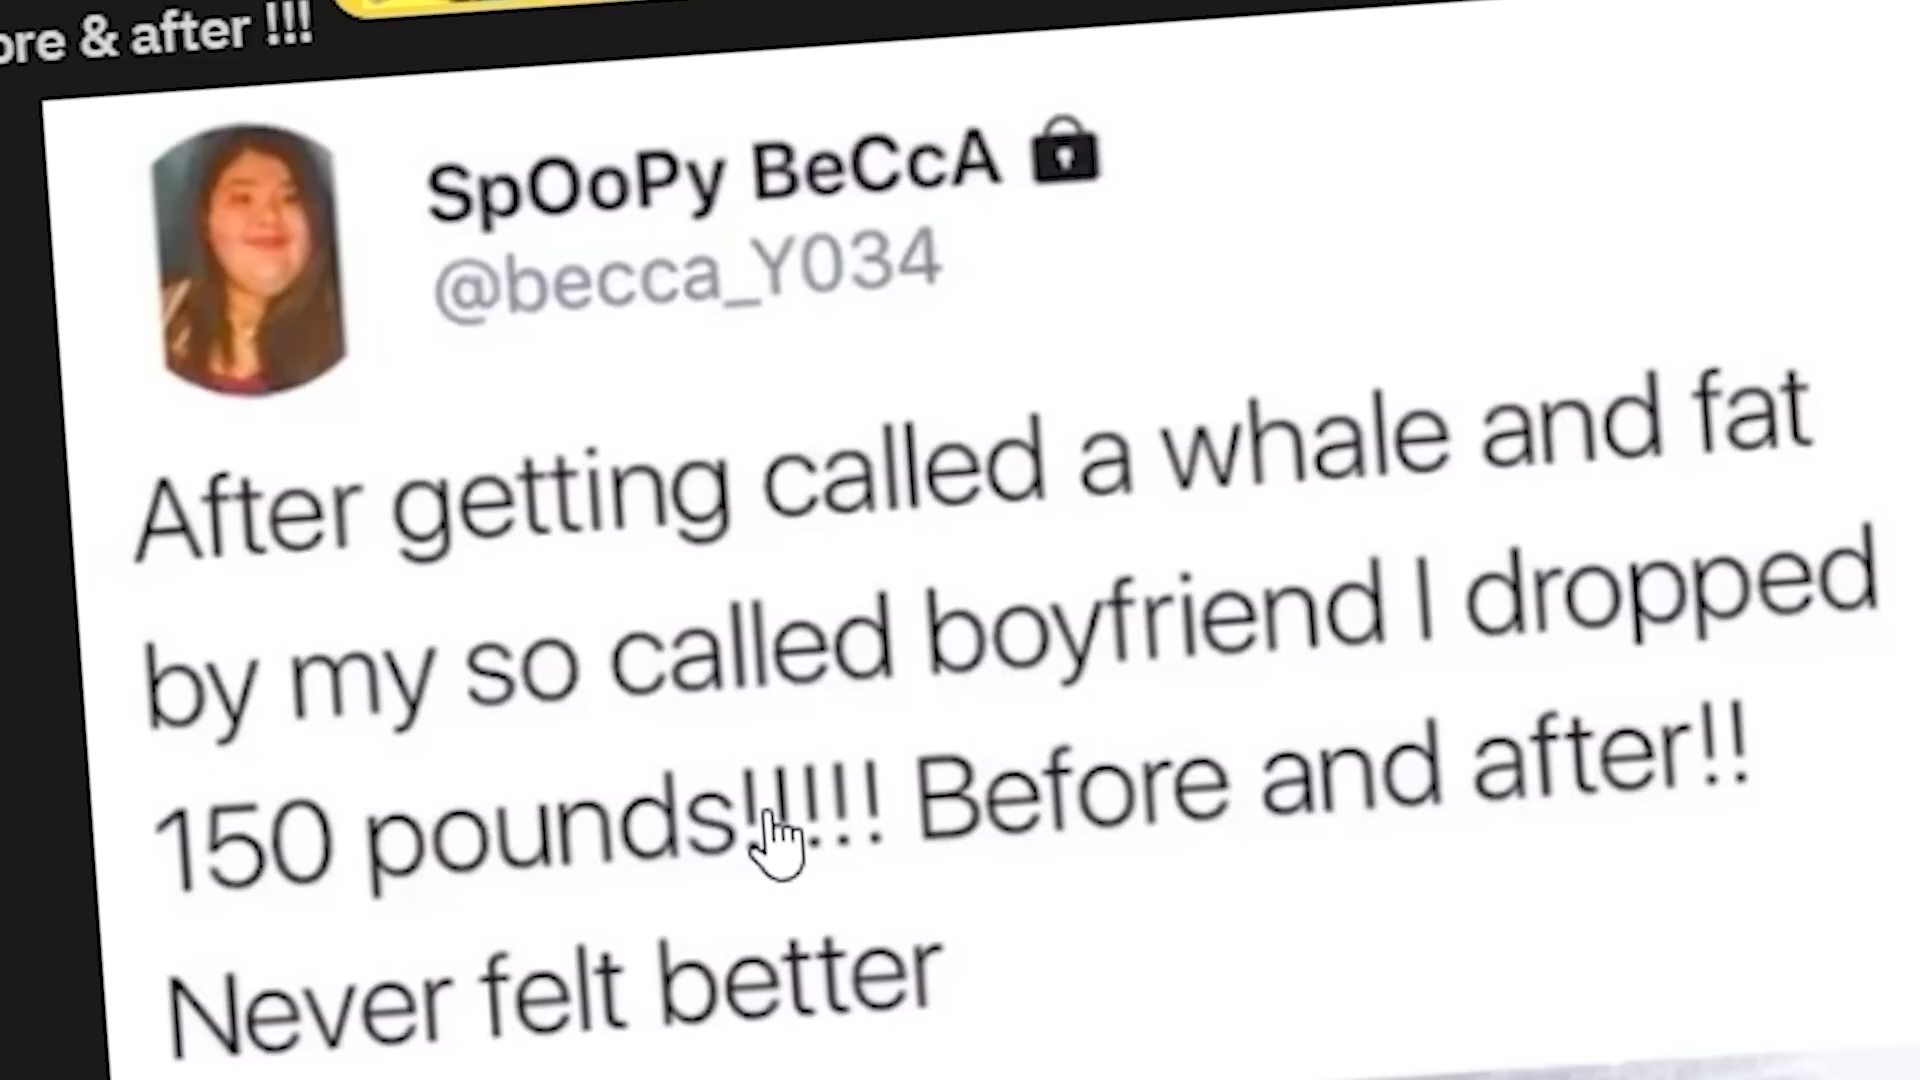 & after !!!
SpOoPy BeCcA
@becca_Y034
After getting called a whale and fat
by my so called boyfriend I dropped
150 pounds!!!!! Before and after!!
Never felt better